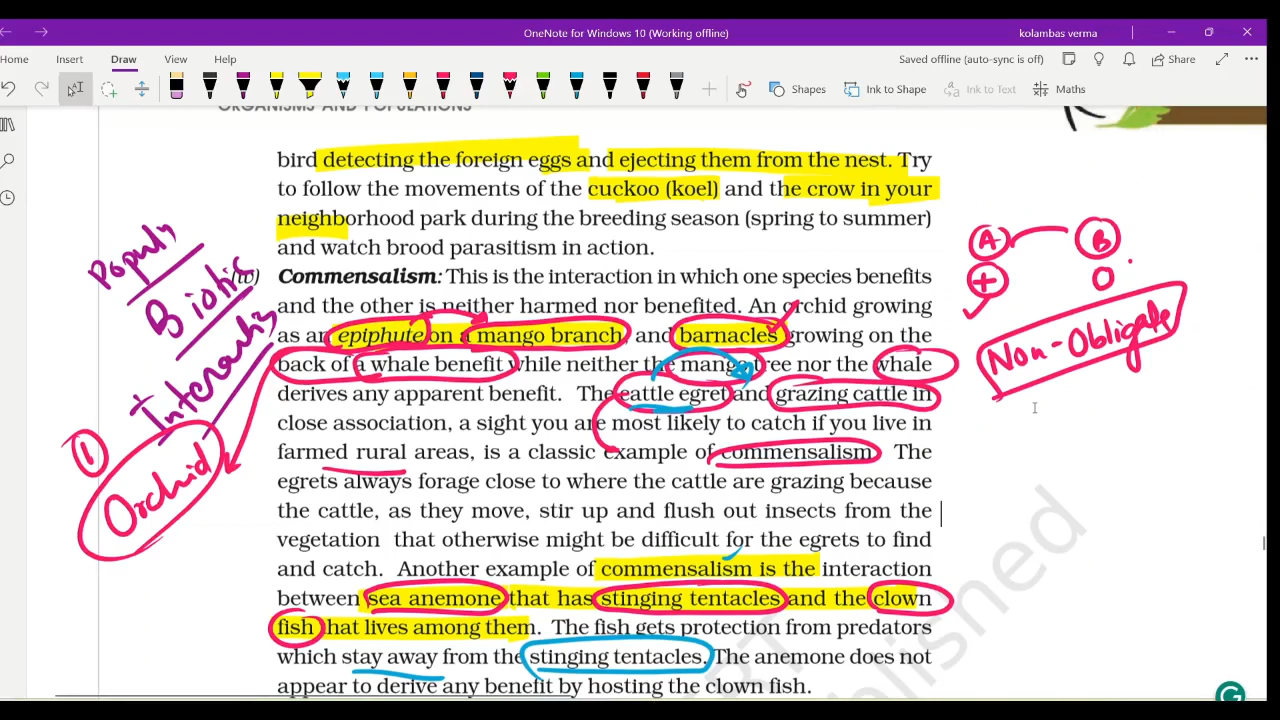 OneNote for Windows 10 (Working offline)
kolambas verma
Home Insert Draw View Help
Saved offline (auto-sync is off)
Share
Shapes
Ink to Shape
Ink to Text
Maths
ORGANISMS AND POPULATIONS
bird detecting the foreign eggs and ejecting them from the nest. Try
to follow the movements of the cuckoo (koel) and the crow in your
neighborhood park during the breeding season (spring to summer)
and watch brood parasitism in action.
Commensalism: This is the interaction in which one species benefits
and the other is neither harmed nor benefited. An orchid growing
as an epiphute on a mango branch, and barnacles growing on the
back of a whale benefit while neither the mango tree nor the whale
derives any apparent benefit. The cattle egret and grazing cattle in
close association, a sight you are most likely to catch if you live in
farmed rural areas, is a classic example of commensalism. The
egrets always forage close to where the cattle are grazing because
the cattle, as they move, stir up and flush out insects from the
vegetation that otherwise might be difficult for the egrets to find
and catch. Another example of commensalism is the interaction
between sea anemone that has stinging tentacles and the clown
fish that lives among them. The fish gets protection from predators
which stay away from the stinging tentacles. The anemone does not
appear to derive any benefit by hosting the clown fish.
Biotic
1
Orchid
A B
+ 0
Non-Obligate